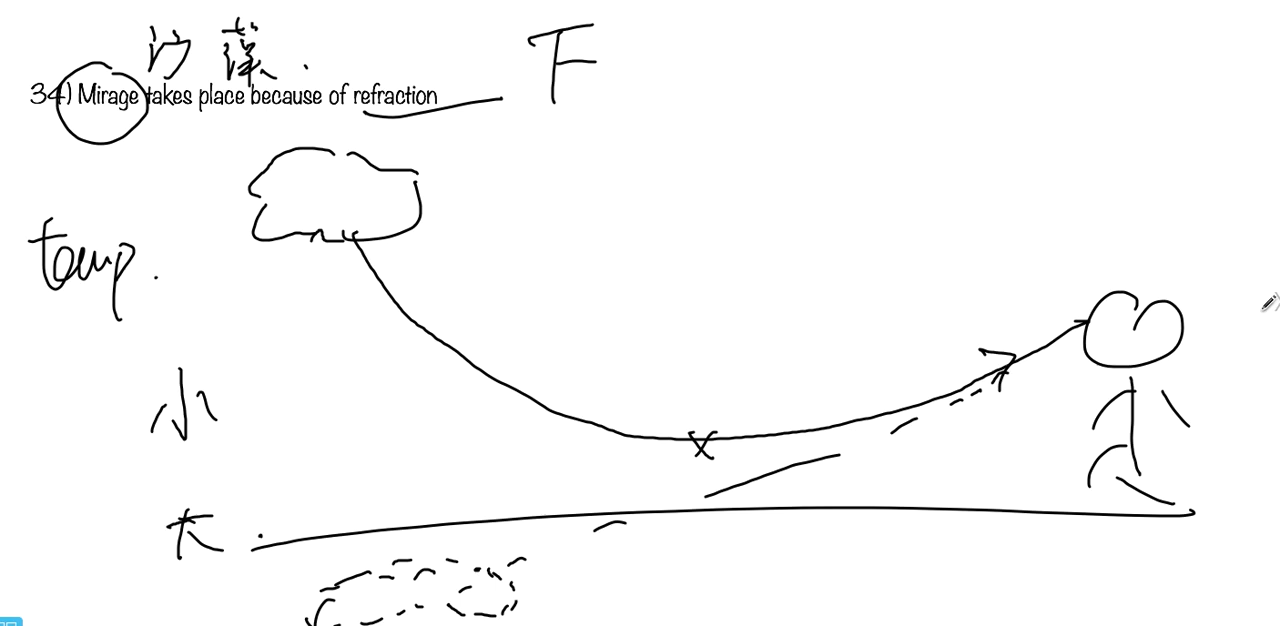 沙漠.
F
34) Mirage takes place because of refraction
temp.
小
大.